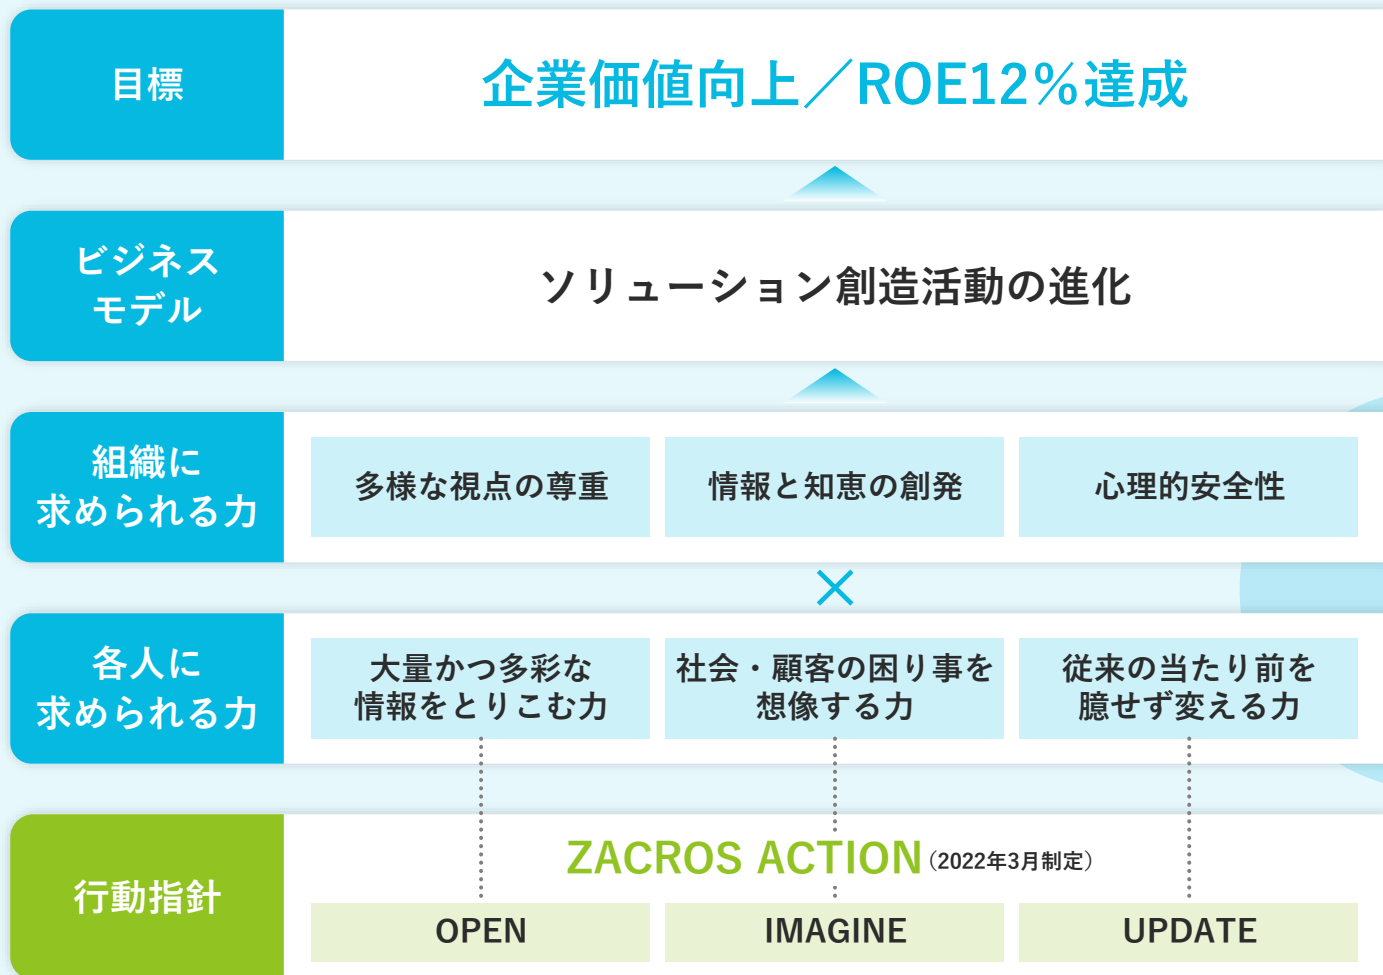 目標
企業価値向上／ROE12％達成
ビジネス
モデル
ソリューション創造活動の進化
組織に
求められる力
多様な視点の尊重
情報と知恵の創発
心理的安全性
×
各人に
求められる力
大量かつ多彩な
情報をとりこむ力
社会・顧客の困り事を
想像する力
従来の当たり前を
臆せず変える力
行動指針
ZACROS ACTION（2022年3月制定）
OPEN
IMAGINE
UPDATE